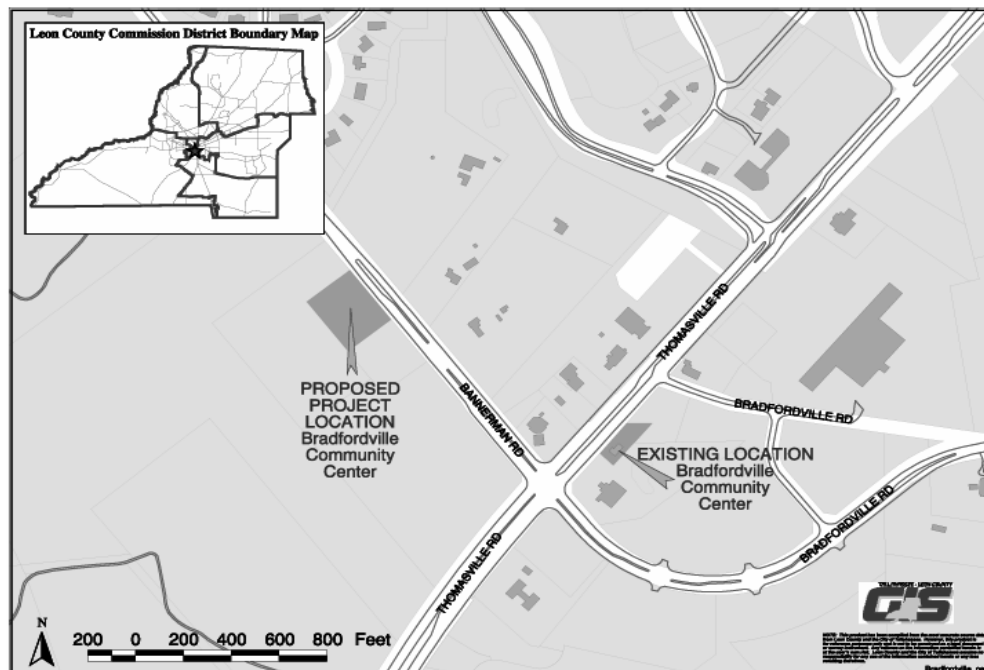 Leon County Commission District Boundary Map
PROPOSED
PROJECT
LOCATION
Bradfordville
Community
Center
BANNERMAN RD
THOMASVILLE RD
BRADFORDVILLE RD
EXISTING LOCATION
Bradfordville
Community
Center
BRADFORDVILLE RD
THOMASVILLE RD
N
200 0 200 400 600 800 Feet
GIS